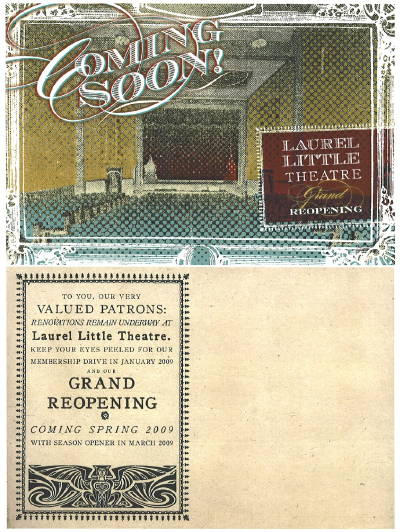 COMING
SOON!
LAUREL
LITTLE
THEATRE
Grand
REOPENING
TO YOU, OUR VERY
VALUED PATRONS:
RENOVATIONS REMAIN UNDERWAY AT
Laurel Little Theatre.
KEEP YOUR EYES PEELED FOR OUR
MEMBERSHIP DRIVE IN JANUARY 2009
AND OUR
GRAND
REOPENING
COMING SPRING 2009
WITH SEASON OPENER IN MARCH 2009